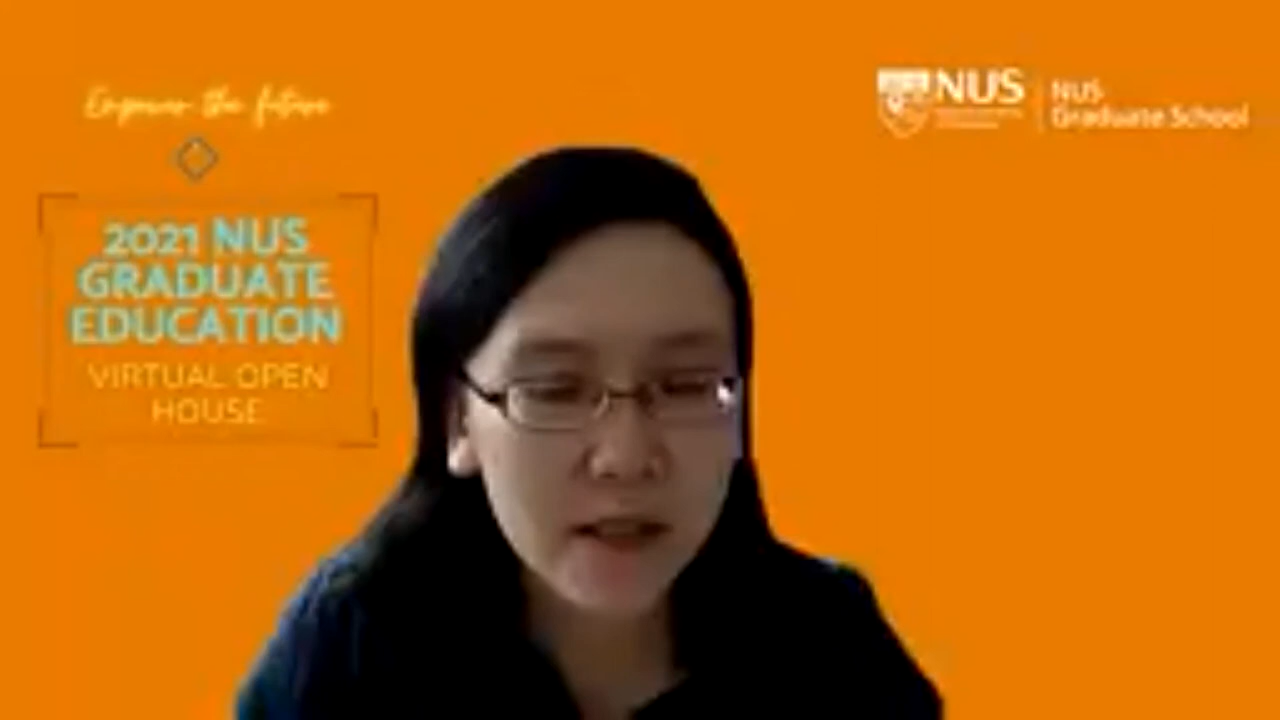 Empower the future
2021 NUS
GRADUATE
EDUCATION
VIRTUAL OPEN
HOUSE
NUS
NUS
Graduate School